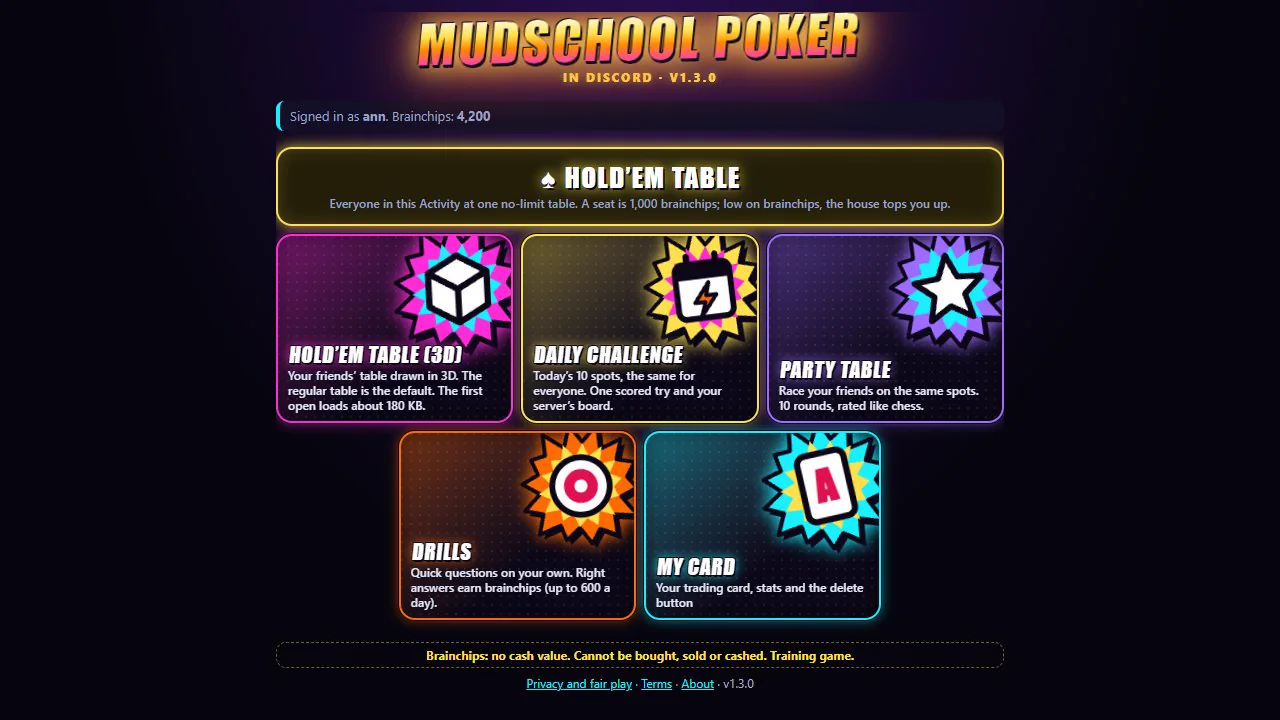 MUDSCHOOL POKER
IN DISCORD · V1.3.0
Signed in as ann. Brainchips: 4,200
♠ HOLD’EM TABLE
Everyone in this Activity at one no-limit table. A seat is 1,000 brainchips; low on brainchips, the house tops you up.
HOLD’EM TABLE (3D)
Your friends’ table drawn in 3D. The
regular table is the default. The first
open loads about 180 KB.
DAILY CHALLENGE
Today’s 10 spots, the same for
everyone. One scored try and your
server’s board.
PARTY TABLE
Race your friends on the same spots.
10 rounds, rated like chess.
DRILLS
Quick questions on your own. Right
answers earn brainchips (up to 600 a
day).
A
MY CARD
Your trading card, stats and the delete
button
Brainchips: no cash value. Cannot be bought, sold or cashed. Training game.
Privacy and fair play · Terms · About · v1.3.0